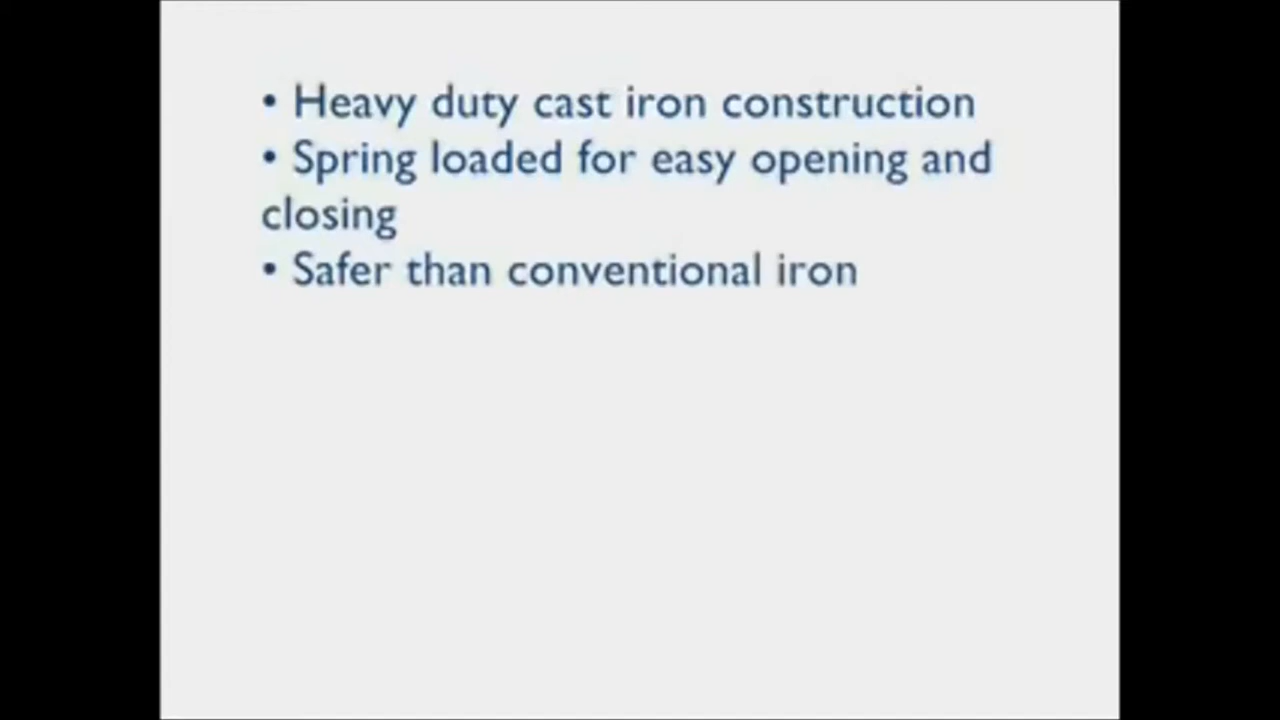 • Heavy duty cast iron construction
• Spring loaded for easy opening and
closing
• Safer than conventional iron